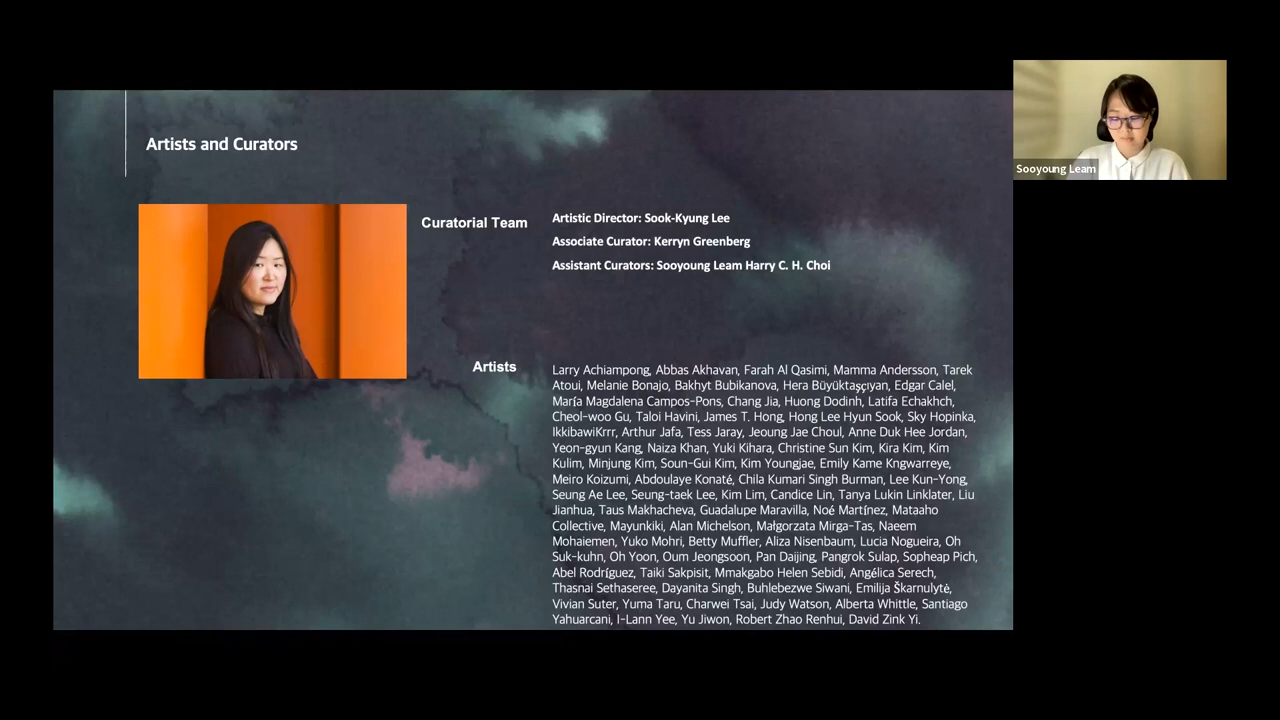 Artists and Curators
Sooyoung Leam
Curatorial Team
Artistic Director: Sook-Kyung Lee
Associate Curator: Kerryn Greenberg
Assistant Curators: Sooyoung Leam Harry C. H. Choi
Artists
Larry Achiampong, Abbas Akhavan, Farah Al Qasimi, Mamma Andersson, Tarek
Atoui, Melanie Bonajo, Bakhyt Bubikanova, Hera Büyüktaşçıyan, Edgar Calel,
María Magdalena Campos-Pons, Chang Jia, Huong Dodinh, Latifa Echakhch,
Cheol-woo Gu, Taloi Havini, James T. Hong, Hong Lee Hyun Sook, Sky Hopinka,
IkkibawiKrrr, Arthur Jafa, Tess Jaray, Jeoung Jae Choul, Anne Duk Hee Jordan,
Yeon-gyun Kang, Naiza Khan, Yuki Kihara, Christine Sun Kim, Kira Kim, Kim
Kulim, Minjung Kim, Soun-Gui Kim, Kim Youngjae, Emily Kame Kngwarreye,
Meiro Koizumi, Abdoulaye Konaté, Chila Kumari Singh Burman, Lee Kun-Yong,
Seung Ae Lee, Seung-taek Lee, Kim Lim, Candice Lin, Tanya Lukin Linklater, Liu
Jianhua, Taus Makhacheva, Guadalupe Maravilla, Noé Martínez, Mataaho
Collective, Mayunkiki, Alan Michelson, Małgorzata Mirga-Tas, Naeem
Mohaiemen, Yuko Mohri, Betty Muffler, Aliza Nisenbaum, Lucia Nogueira, Oh
Suk-kuhn, Oh Yoon, Oum Jeongsoon, Pan Daijing, Pangrok Sulap, Sopheap Pich,
Abel Rodríguez, Taiki Sakpisit, Mmakgabo Helen Sebidi, Angélica Serech,
Thasnai Sethaseree, Dayanita Singh, Buhlebezwe Siwani, Emilija Škarnulytė,
Vivian Suter, Yuma Taru, Charwei Tsai, Judy Watson, Alberta Whittle, Santiago
Yahuarcani, I-Lann Yee, Yu Jiwon, Robert Zhao Renhui, David Zink Yi.